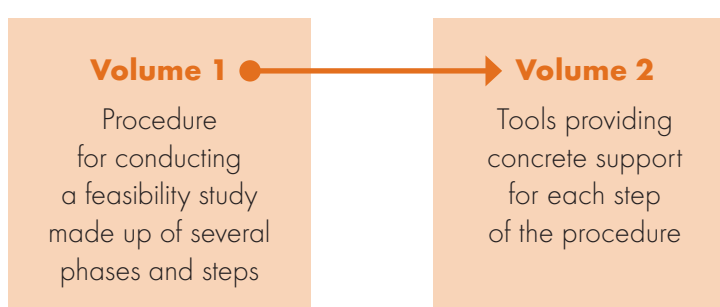 Volume 1
Procedure
for conducting
a feasibility study
made up of several
phases and steps
Volume 2
Tools providing
concrete support
for each step
of the procedure